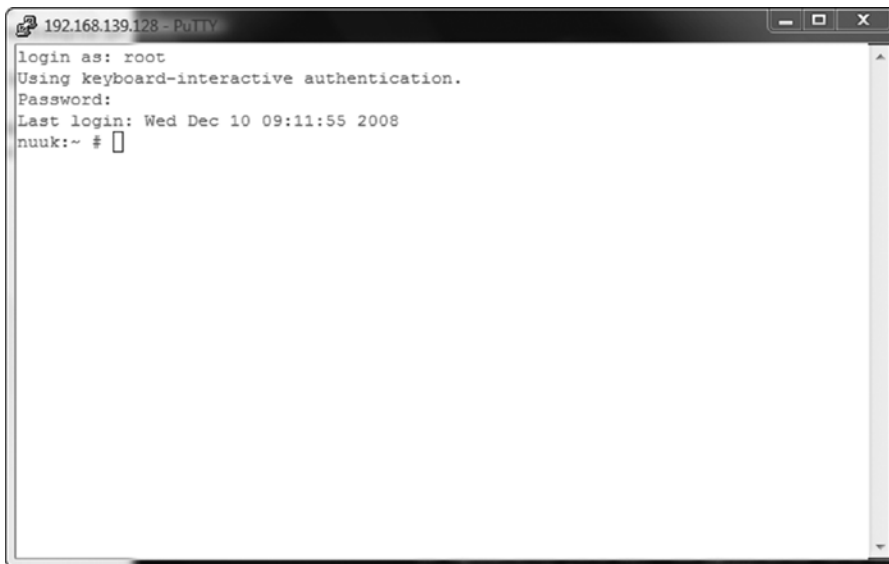 192.168.139.128 - PuTTY
login as: root
Using keyboard-interactive authentication.
Password:
Last login: Wed Dec 10 09:11:55 2008
nuuk:~ #